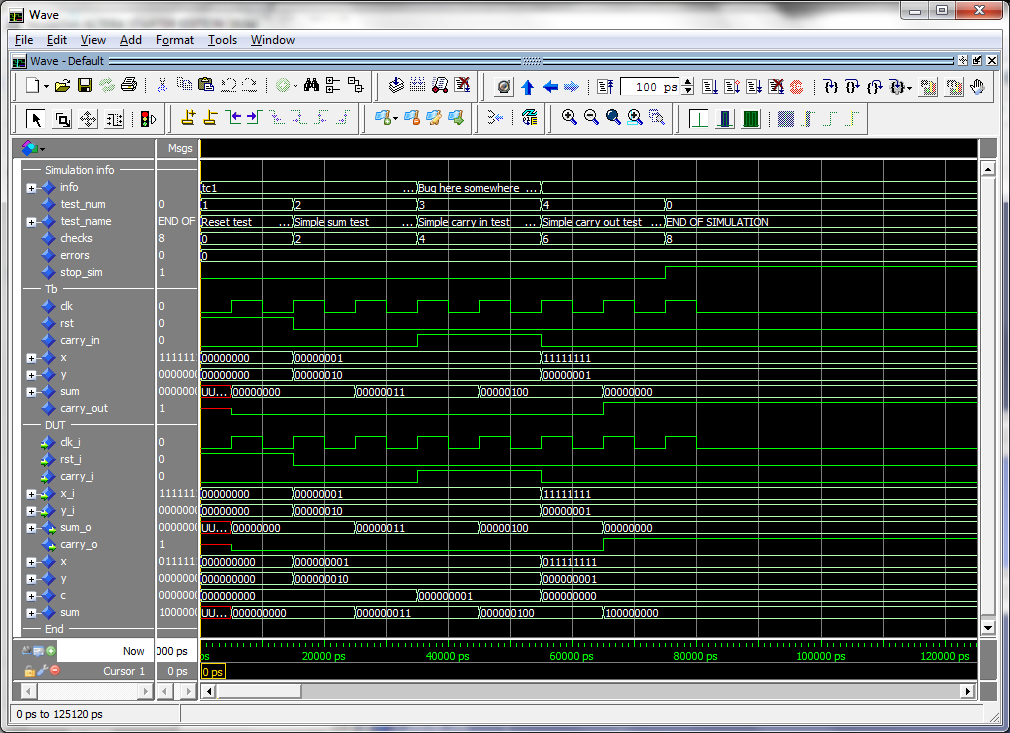 Wave
File Edit View Add Format Tools Window
Wave - Default
100 ps
Msgs
Simulation info
info tc1 ... Bug here somewhere ...
test_num 0 1 2 3 4 0
test_name END OF Reset test ... Simple sum test ... Simple carry in test ... Simple carry out test ... END OF SIMULATION
checks 8 0 2 4 6 8
errors 0 0
stop_sim 1
Tb
clk 0
rst 0
carry_in 0
x 111111 00000000 00000001 11111111
y 0000000 00000000 00000010 00000001
sum 0000000 UU... 00000000 00000011 00000100 00000000
carry_out 1
DUT
clk_i 0
rst_i 0
carry_i 0
x_i 111111 00000000 00000001 11111111
y_i 0000000 00000000 00000010 00000001
sum_o 0000000 UU... 00000000 00000011 00000100 00000000
carry_o 1
x 011111 000000000 000000001 011111111
y 0000000 000000000 000000010 000000001
c 0000000 000000000 000000001 000000000
sum 1000000 UU... 000000000 000000011 000000100 100000000
End
Now 000 ps ps 20000 ps 40000 ps 60000 ps 80000 ps 100000 ps 120000 ps
Cursor 1 0 ps 0 ps
0 ps to 125120 ps